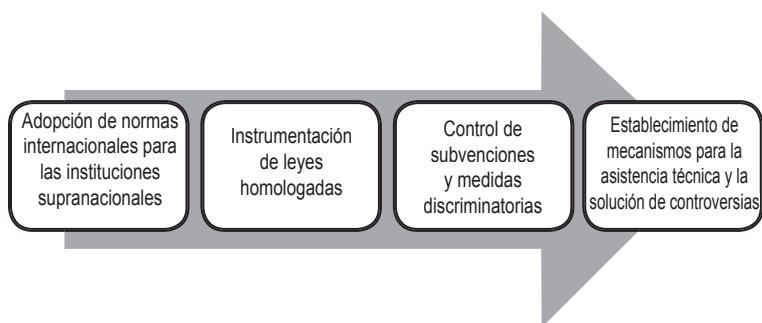 Adopción de normas
internacionales para
las instituciones
supranacionales
Instrumentación
de leyes
homologadas
Control de
subvenciones
y medidas
discriminatorias
Establecimiento de
mecanismos para la
asistencia técnica y la
solución de controversias